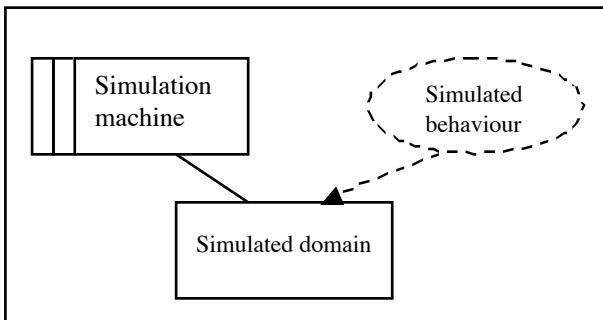 Simulation
machine
Simulated
behaviour
Simulated domain